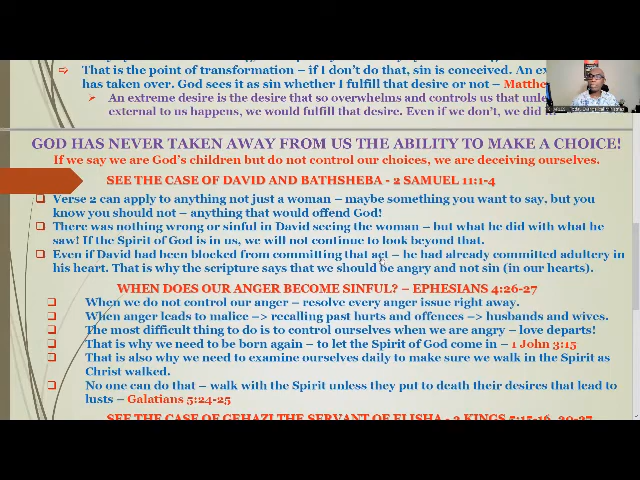 That is the point of transformation – if I don't do that, sin is conceived. An ex
has taken over. God sees it as sin whether I fulfill that desire or not – Matthe
An extreme desire is the desire that so overwhelms and controls us that unle
external to us happens, we would fulfill that desire. Even if we don't, we did
GOD HAS NEVER TAKEN AWAY FROM US THE ABILITY TO MAKE A CHOICE!
If we say we are God's children but do not control our choices, we are deceiving ourselves.
SEE THE CASE OF DAVID AND BATHSHEBA - 2 SAMUEL 11:1-4
Verse 2 can apply to anything not just a woman – maybe something you want to say, but you
know you should not – anything that would offend God!
There was nothing wrong or sinful in David seeing the woman – but what he did with what he
saw! If the Spirit of God is in us, we will not continue to look beyond that.
Even if David had been blocked from committing that act – he had already committed adultery in
his heart. That is why the scripture says that we should be angry and not sin (in our hearts).
WHEN DOES OUR ANGER BECOME SINFUL? – EPHESIANS 4:26-27
When we do not control our anger – resolve every anger issue right away.
When anger leads to malice –> recalling past hurts and offences –> husbands and wives.
The most difficult thing to do is to control ourselves when we are angry – love departs!
That is why we need to be born again – to let the Spirit of God come in – 1 John 3:15
That is also why we need to examine ourselves daily to make sure we walk in the Spirit as
Christ walked.
No one can do that – walk with the Spirit unless they put to death their desires that lead to
lusts – Galatians 5:24-25
SEE THE CASE OF GEHAZI THE SERVANT OF ELISHA - 2 KINGS 5:15-16, 20-27